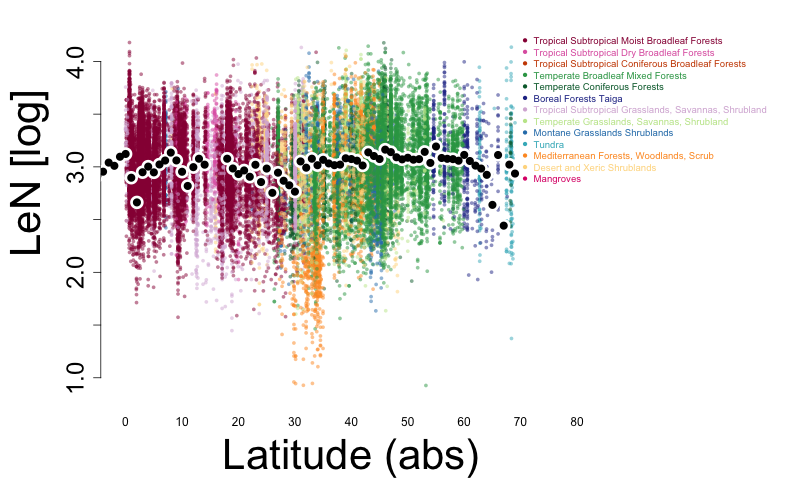 LeN [log]
4.0
3.0
2.0
1.0
0 10 20 30 40 50 60 70 80
Latitude (abs)
Tropical Subtropical Moist Broadleaf Forests
Tropical Subtropical Dry Broadleaf Forests
Tropical Subtropical Coniferous Broadleaf Forests
Temperate Broadleaf Mixed Forests
Temperate Coniferous Forests
Boreal Forests Taiga
Tropical Subtropical Grasslands, Savannas, Shrubland
Temperate Grasslands, Savannas, Shrubland
Montane Grasslands Shrublands
Tundra
Mediterranean Forests, Woodlands, Scrub
Desert and Xeric Shrublands
Mangroves